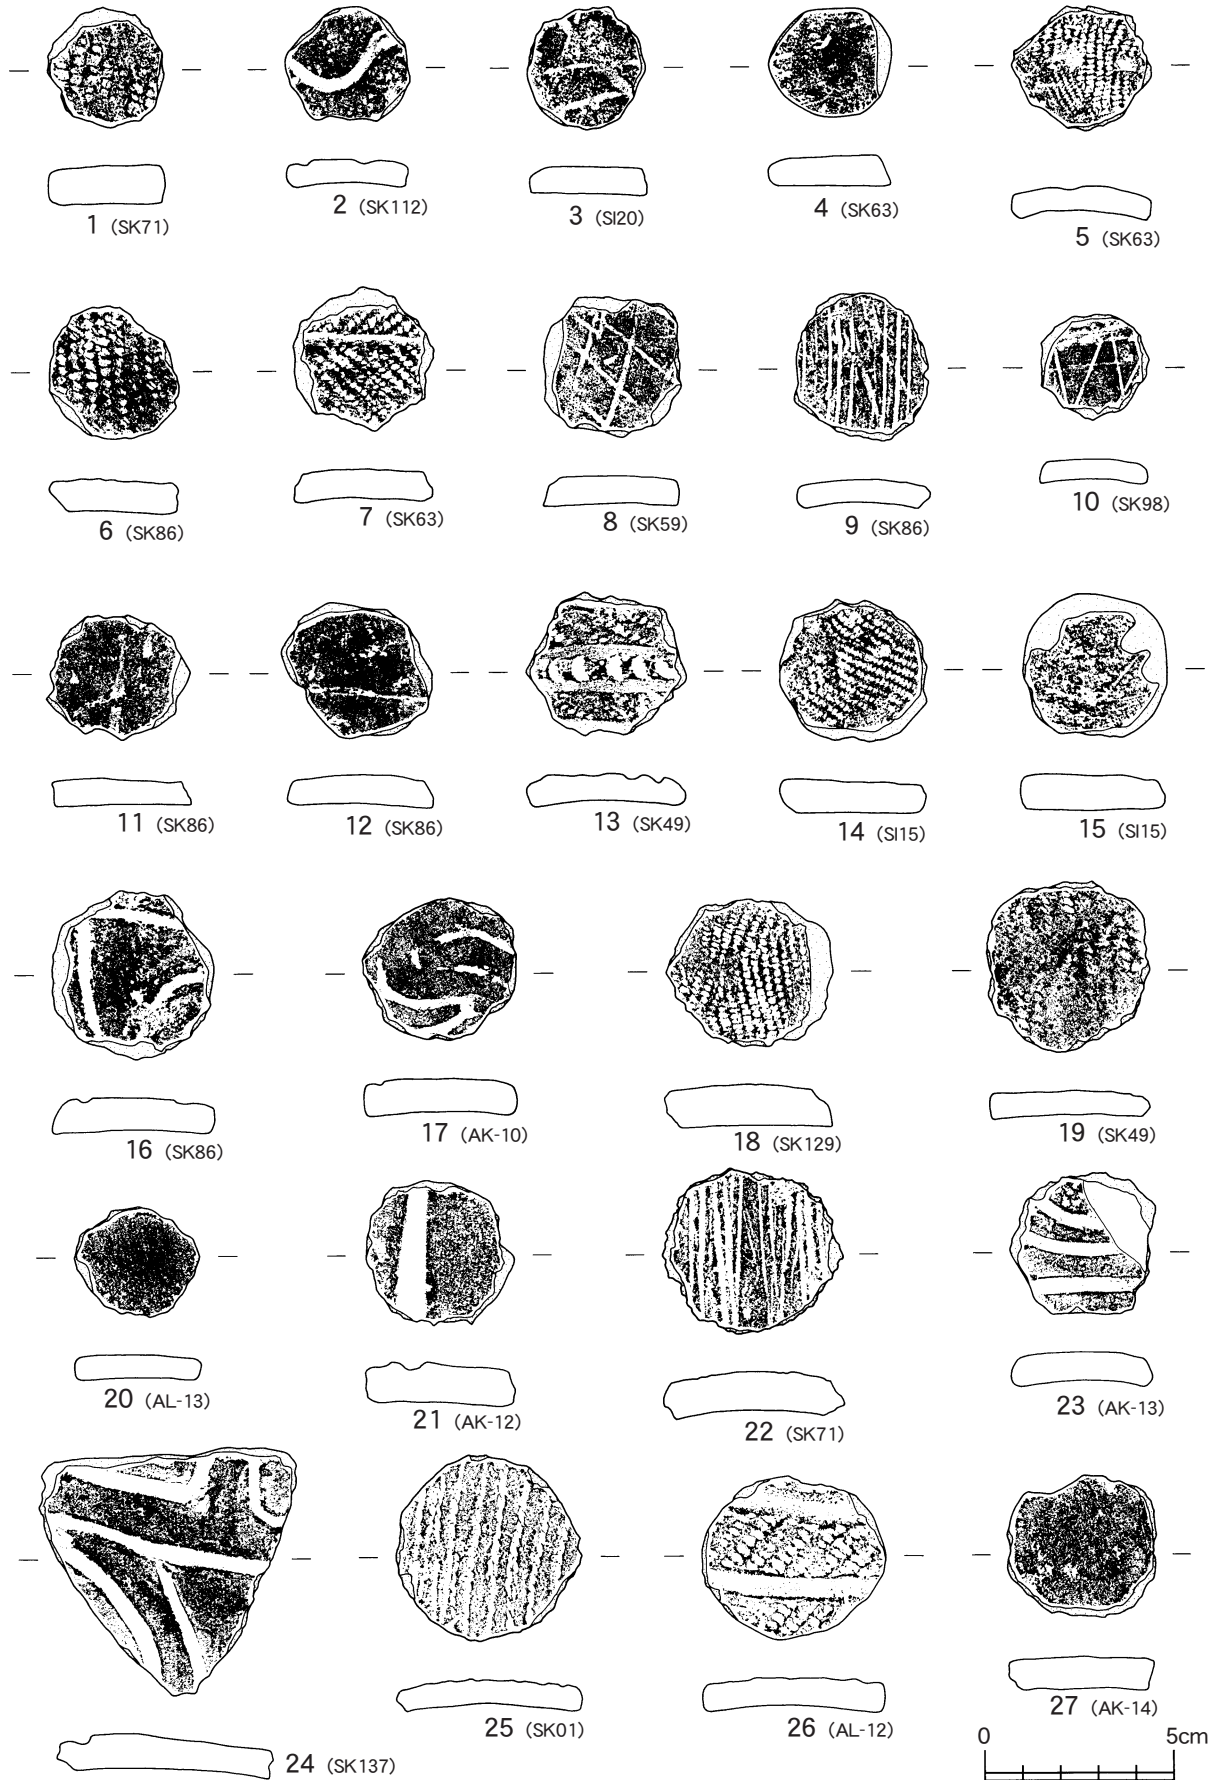 1 (SK71)
2 (SK112)
3 (SI20)
4 (SK63)
5 (SK63)
6 (SK86)
7 (SK63)
8 (SK59)
9 (SK86)
10 (SK98)
11 (SK86)
12 (SK86)
13 (SK49)
14 (SI15)
15 (SI15)
16 (SK86)
17 (AK-10)
18 (SK129)
19 (SK49)
20 (AL-13)
21 (AK-12)
22 (SK71)
23 (AK-13)
24 (SK137)
25 (SK01)
26 (AL-12)
27 (AK-14)
0 5cm